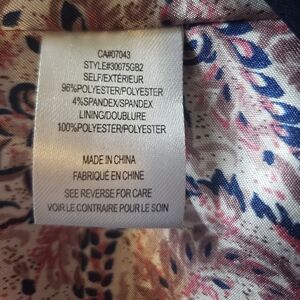 CA#07043
STYLE#30075GB2
SELF/EXTÉRIEUR
96%POLYESTER/POLYESTER
4%SPANDEX/SPANDEX
LINING/DOUBLURE
100%POLYESTER/POLYESTER
MADE IN CHINA
FABRIQUÉ EN CHINE
SEE REVERSE FOR CARE
VOIR LE CONTRAIRE POUR LE SOIN